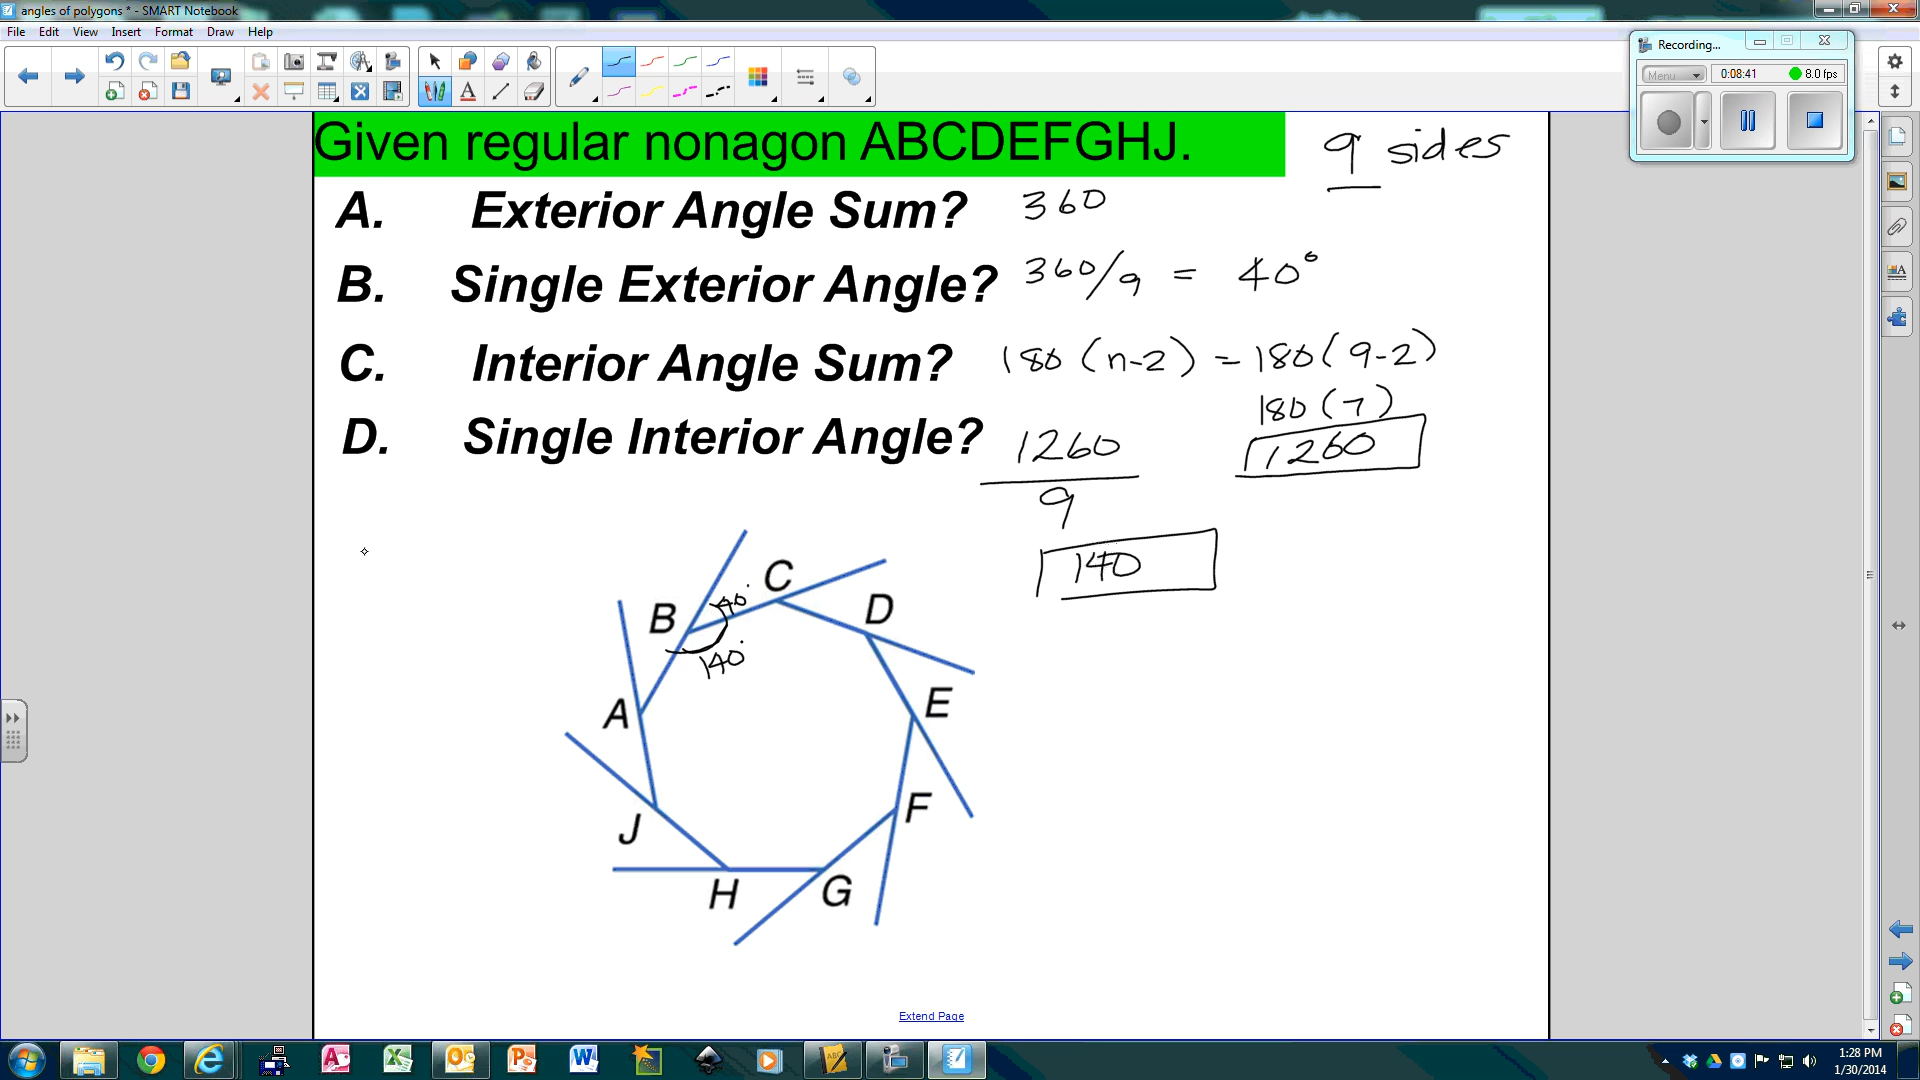 angles of polygons * - SMART Notebook
File Edit View Insert Format Draw Help
Recording...
Menu 0:08:41 8.0 fps
Given regular nonagon ABCDEFGHJ. 9 sides
A. Exterior Angle Sum? 360
B. Single Exterior Angle? 360/9 = 40°
C. Interior Angle Sum? 180 (n-2) = 180(9-2)
180 (7)
D. Single Interior Angle? 1260 1260
9
140
C
40°
B
D
140°
A
E
F
J
H
G
Extend Page
1:28 PM
1/30/2014